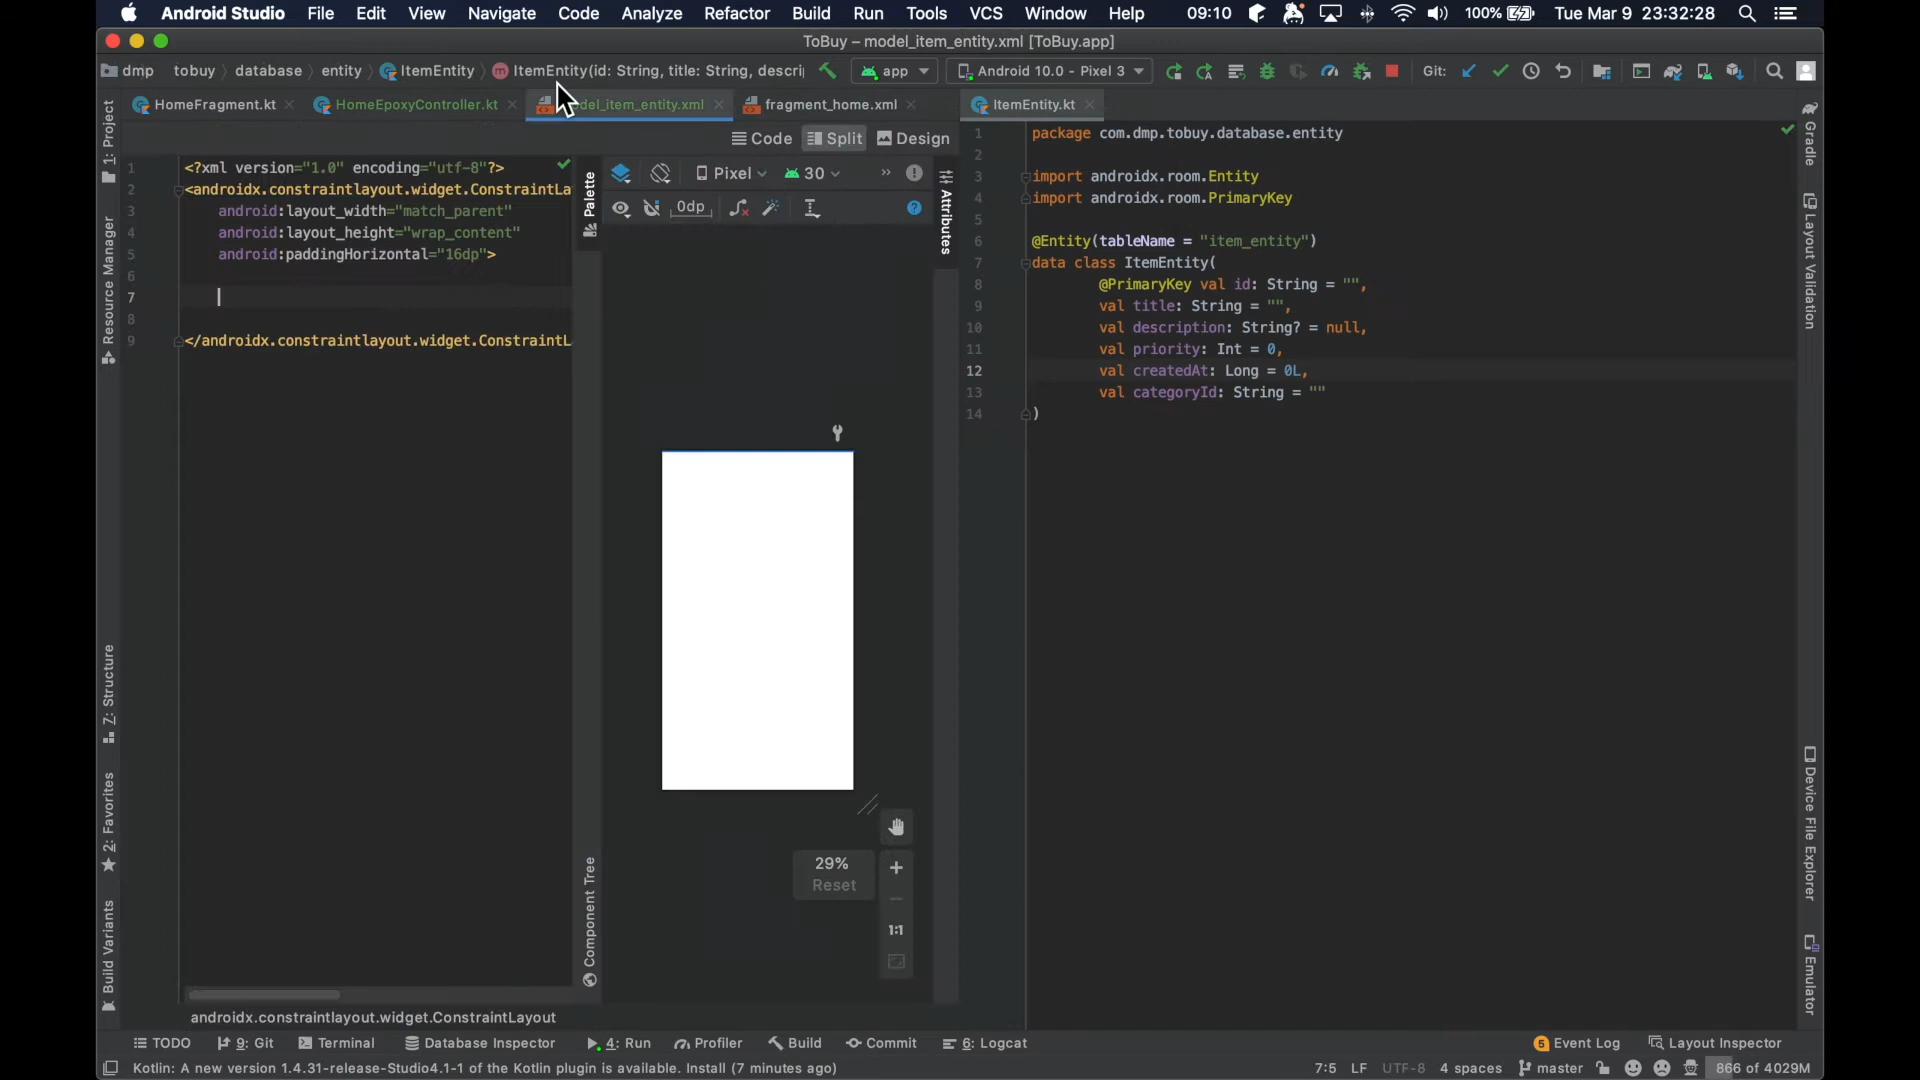 Android Studio File Edit View Navigate Code Analyze Refactor Build Run Tools VCS Window Help 09:10 100% Tue Mar 9 23:32:28
ToBuy – model_item_entity.xml [ToBuy.app]
dmp tobuy database entity ItemEntity ItemEntity(id: String, title: String, descri app Android 10.0 - Pixel 3 Git:
HomeFragment.kt HomeEpoxyController.kt del_item_entity.xml fragment_home.xml ItemEntity.kt
Code Split Design
1 <?xml version="1.0" encoding="utf-8"?>
2 <androidx.constraintlayout.widget.ConstraintLa
3 android:layout_width="match_parent"
4 android:layout_height="wrap_content"
5 android:paddingHorizontal="16dp">
6
7
8
9 </androidx.constraintlayout.widget.ConstraintL
Pixel 30 »
0dp
29%
Reset
1:1
1 package com.dmp.tobuy.database.entity
2
3 import androidx.room.Entity
4 import androidx.room.PrimaryKey
5
6 @Entity(tableName = "item_entity")
7 data class ItemEntity(
8 @PrimaryKey val id: String = "",
9 val title: String = "",
10 val description: String? = null,
11 val priority: Int = 0,
12 val createdAt: Long = 0L,
13 val categoryId: String = ""
14 )
1: Project
Resource Manager
Z: Structure
2: Favorites
Build Variants
Palette
Component Tree
Attributes
Gradle
Layout Validation
Device File Explorer
Emulator
androidx.constraintlayout.widget.ConstraintLayout
TODO 9: Git Terminal Database Inspector 4: Run Profiler Build Commit 6: Logcat 5 Event Log Layout Inspector
Kotlin: A new version 1.4.31-release-Studio4.1-1 of the Kotlin plugin is available. Install (7 minutes ago) 7:5 LF UTF-8 4 spaces master 866 of 4029M